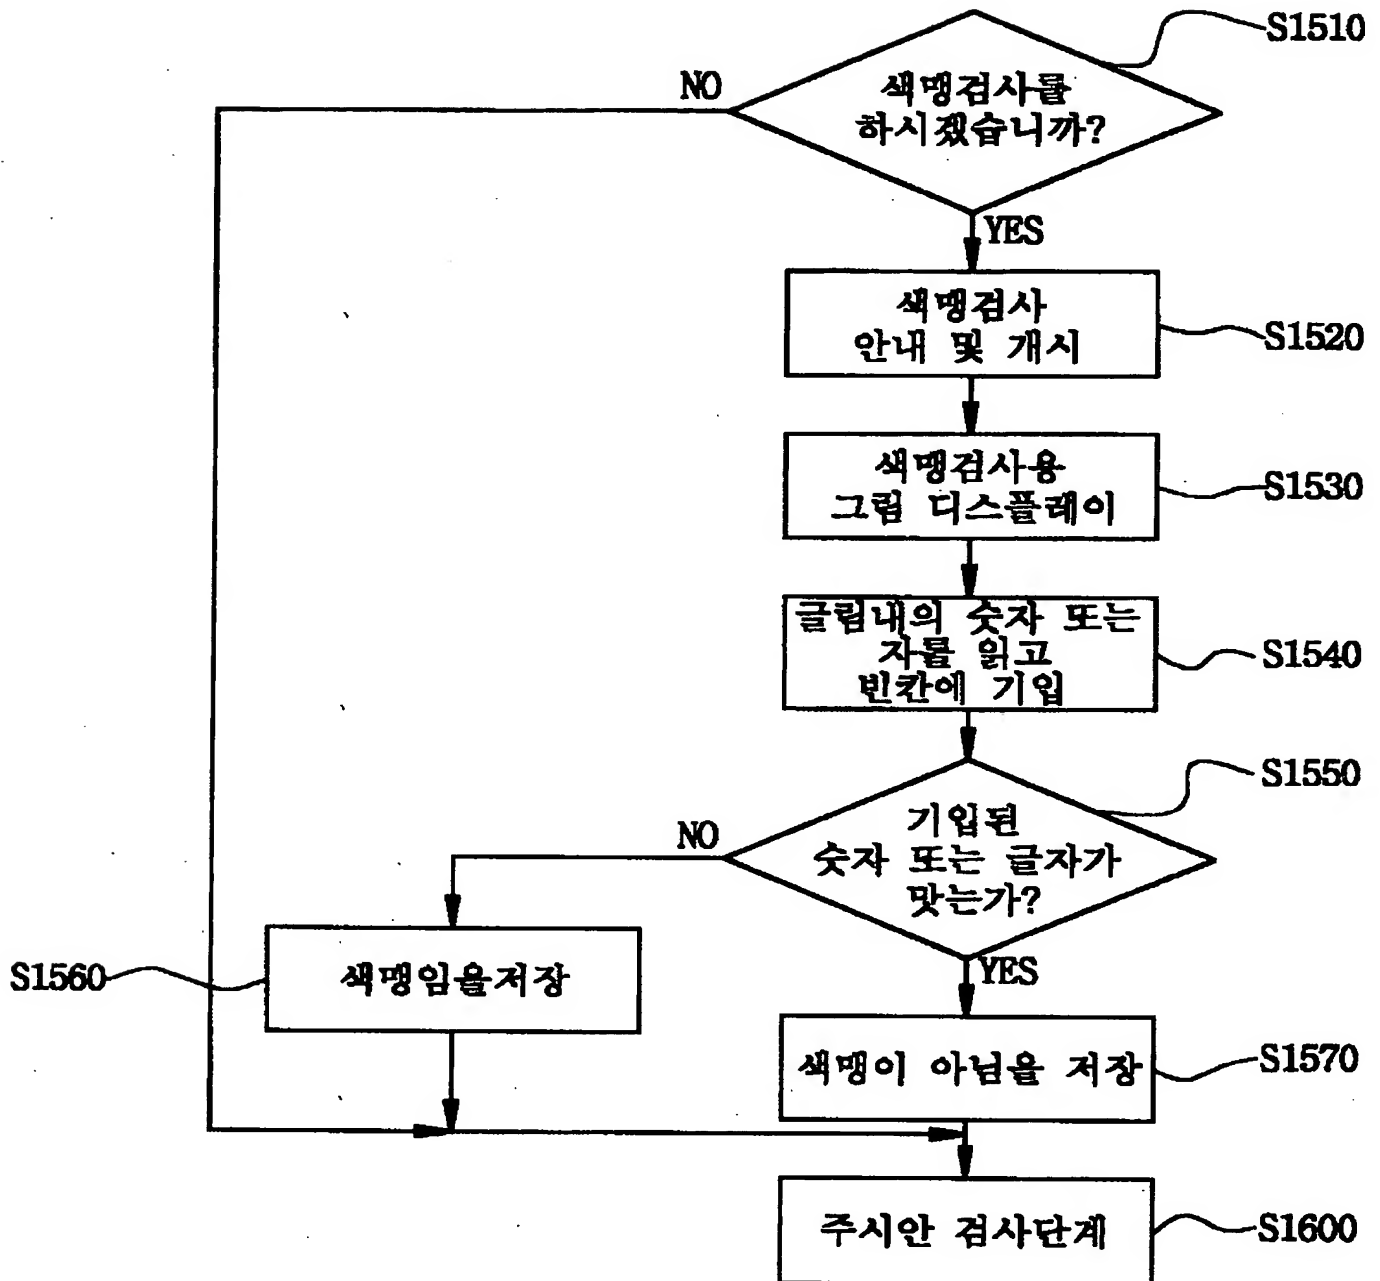 S1510
색맹검사를
하시겠습니까?
NO
YES
색맹검사
안내 및 개시
S1520
색맹검사용
그림 디스플레이
S1530
글림내의 숫자 또는
자를 읽고
빈칸에 기입
S1540
S1550
기입된
숫자 또는 글자가
맞는가?
NO
YES
S1560
색맹임을저장
색맹이 아님을 저장
S1570
주시안 검사단계
S1600